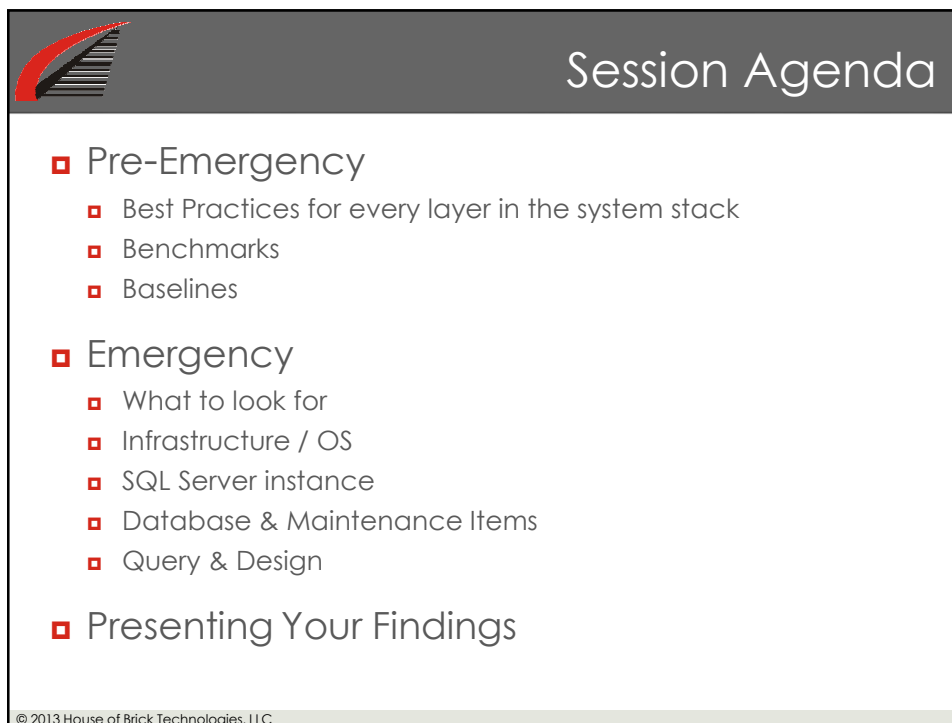 Session Agenda
Pre-Emergency
Best Practices for every layer in the system stack
Benchmarks
Baselines
Emergency
What to look for
Infrastructure / OS
SQL Server instance
Database & Maintenance Items
Query & Design
Presenting Your Findings
© 2013 House of Brick Technologies, LLC